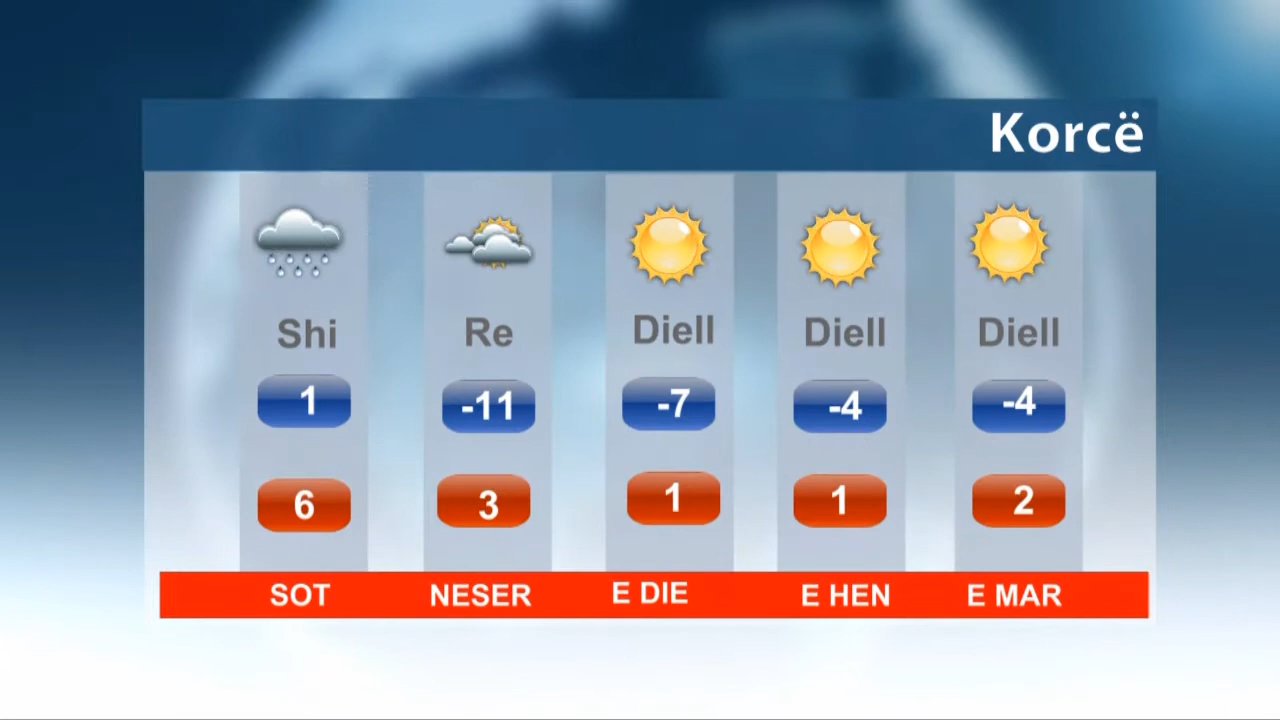 Korcë
Shi Re Diell Diell Diell
1 -11 -7 -4 -4
6 3 1 1 2
SOT NESER E DIE E HEN E MAR